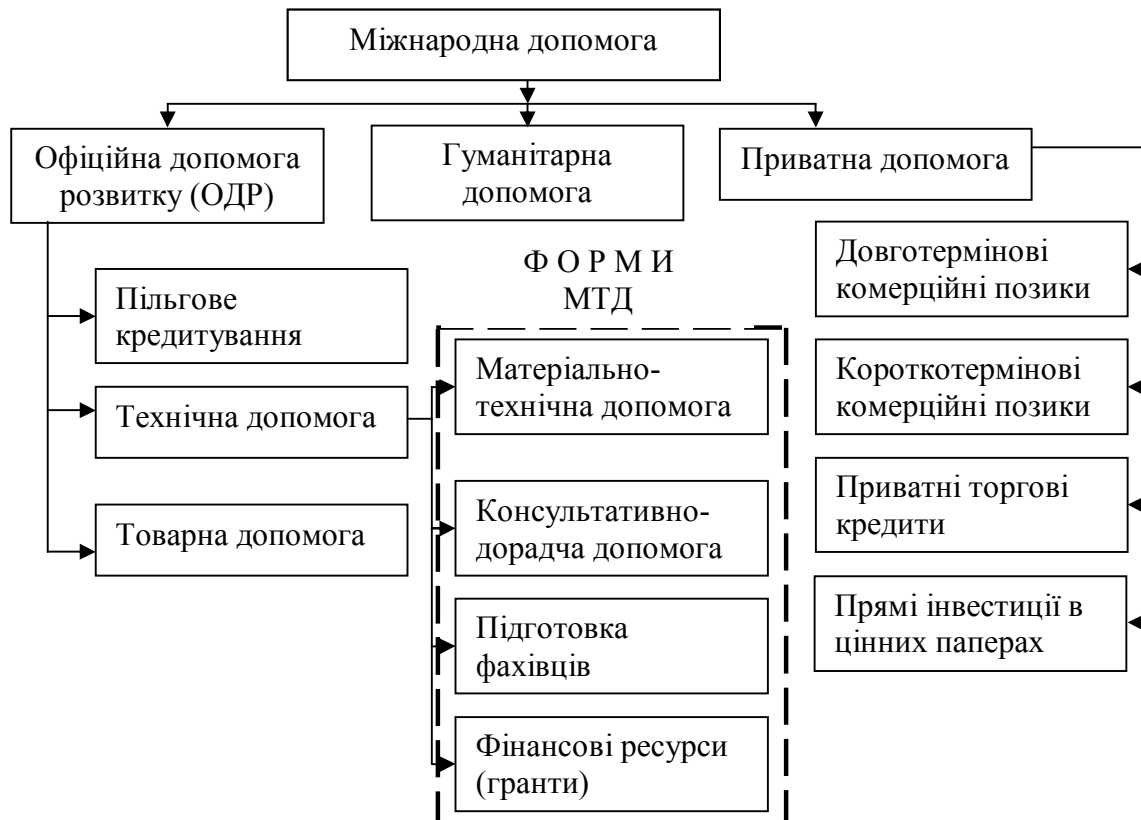 Міжнародна допомога
Офіційна допомога
розвитку (ОДР)
Гуманітарна
допомога
Приватна допомога
Пільгове
кредитування
Технічна допомога
Товарна допомога
Ф О Р М И
МТД
Матеріально-
технічна допомога
Консультативно-
дорадча допомога
Підготовка
фахівців
Фінансові ресурси
(гранти)
Довготермінові
комерційні позики
Короткотермінові
комерційні позики
Приватні торгові
кредити
Прямі інвестиції в
цінних паперах